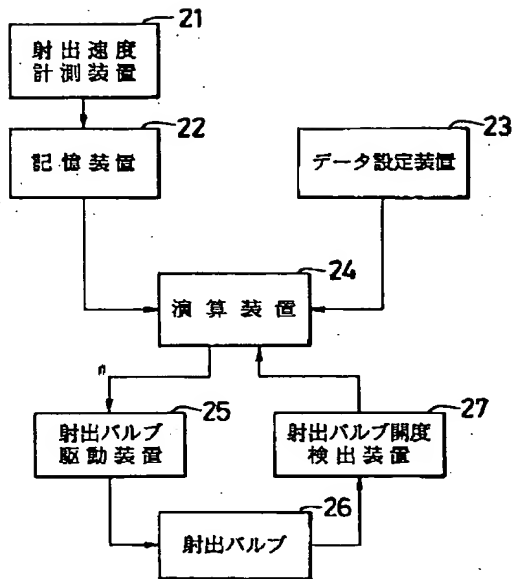 21
射出速度
計測装置
22
記憶装置
23
データ設定装置
24
演算装置
n
25
射出バルブ
駆動装置
27
射出バルブ開度
検出装置
26
射出バルブ